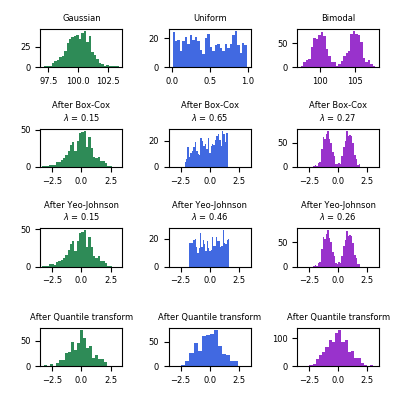 Gaussian Uniform Bimodal
25
0
97.5 100.0 102.5
20
0
0.0 0.5 1.0
50
0
100 105
After Box-Cox After Box-Cox After Box-Cox
λ = 0.15 λ = 0.65 λ = 0.27
50
0
−2.5 0.0 2.5
20
0
−2.5 0.0 2.5
50
0
−2.5 0.0 2.5
After Yeo-Johnson After Yeo-Johnson After Yeo-Johnson
λ = 0.15 λ = 0.46 λ = 0.26
50
0
−2.5 0.0 2.5
20
0
−2.5 0.0 2.5
50
0
−2.5 0.0 2.5
After Quantile transform After Quantile transform After Quantile transform
50
0
−2.5 0.0 2.5
50
0
−2.5 0.0 2.5
100
0
−2.5 0.0 2.5